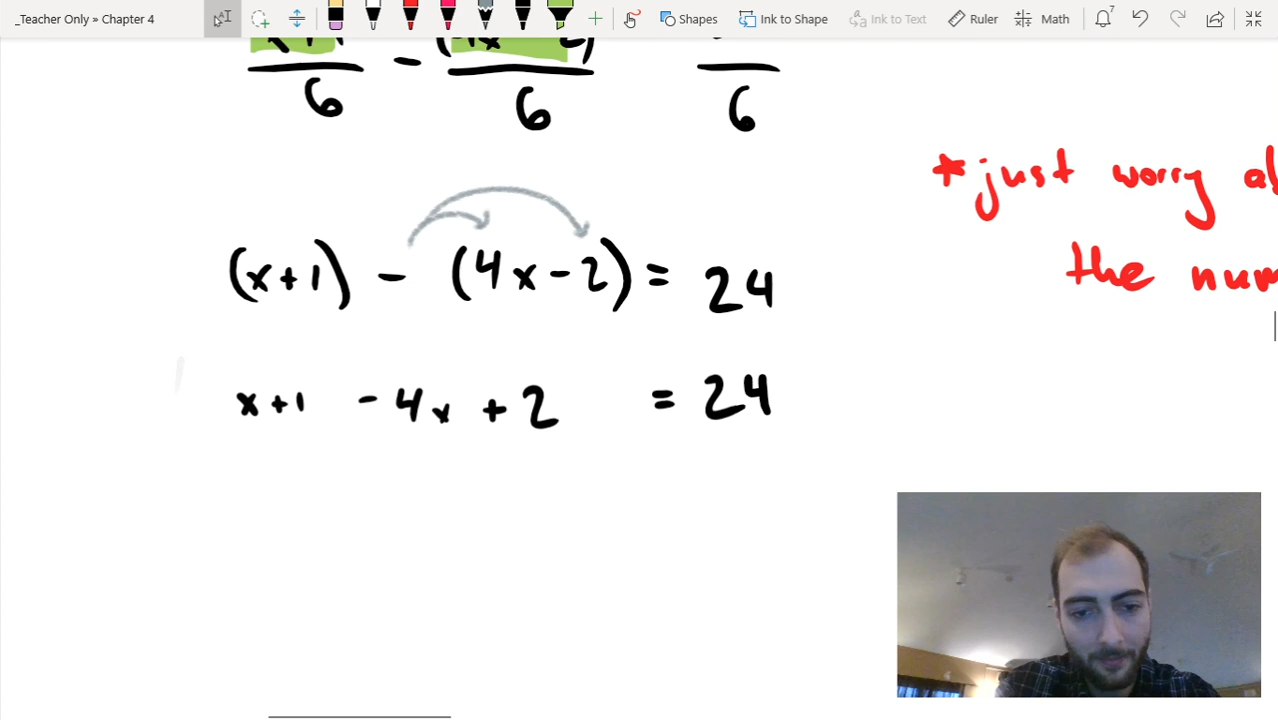 _Teacher Only » Chapter 4
Shapes Ink to Shape Ink to Text Ruler Math 7
6 - 6 6
*just worry
(x+1) - (4x-2) = 24
the
x+1 -4x +2 = 24